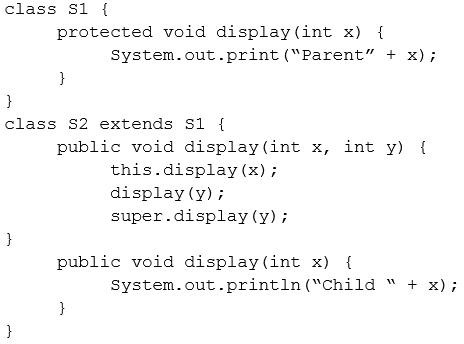 class S1 {
     protected void display(int x) {
          System.out.print(“Parent” + x);
     }
}
class S2 extends S1 {
     public void display(int x, int y) {
          this.display(x);
          display(y);
          super.display(y);
}
     public void display(int x) {
          System.out.println(“Child “ + x);
     }
}